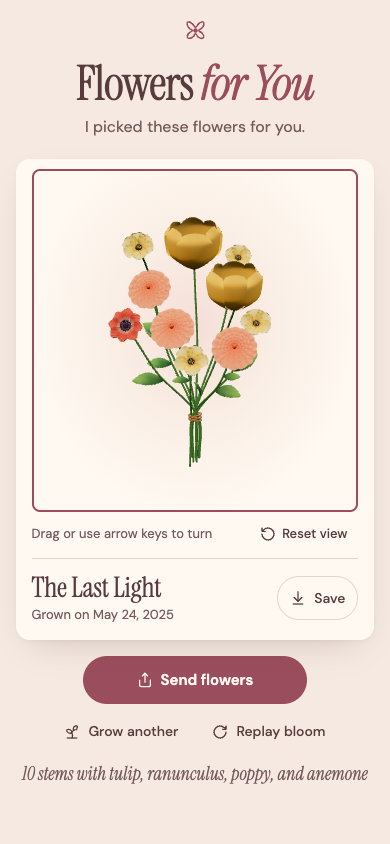 Flowers for You
I picked these flowers for you.
Drag or use arrow keys to turn
Reset view
The Last Light
Grown on May 24, 2025
Save
Send flowers
Grow another
Replay bloom
10 stems with tulip, ranunculus, poppy, and anemone